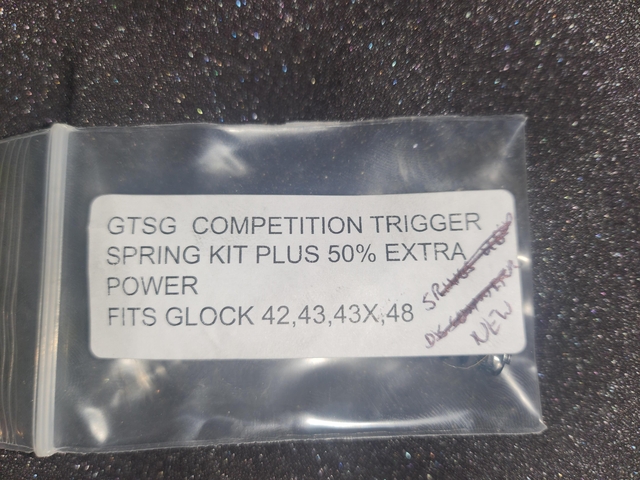 GTSG COMPETITION TRIGGER
SPRING KIT PLUS 50% EXTRA
POWER
FITS GLOCK 42,43,43X,48
NEW